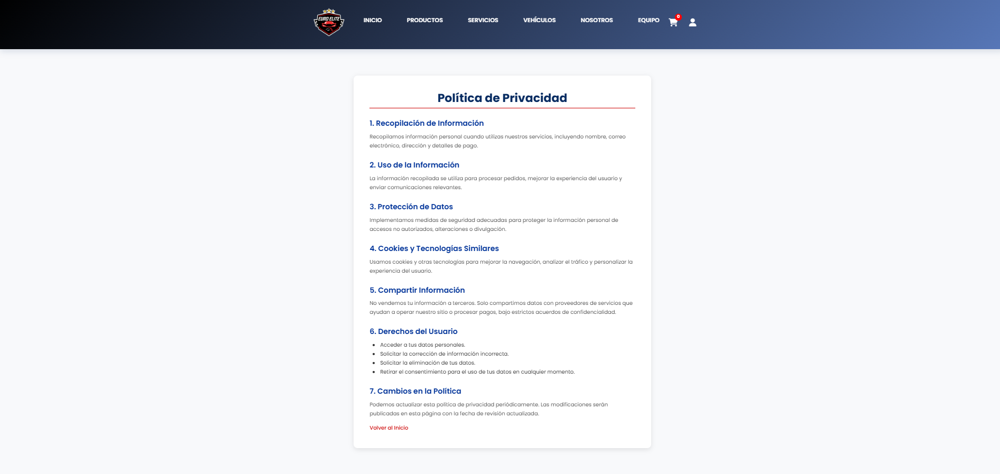 EURO ELITE
INICIO
PRODUCTOS
SERVICIOS
VEHÍCULOS
NOSOTROS
EQUIPO
0
Política de Privacidad
1. Recopilación de Información
Recopilamos información personal cuando utilizas nuestros servicios, incluyendo nombre, correo
electrónico, dirección y detalles de pago.
2. Uso de la Información
La información recopilada se utiliza para procesar pedidos, mejorar la experiencia del usuario y
enviar comunicaciones relevantes.
3. Protección de Datos
Implementamos medidas de seguridad adecuadas para proteger la información personal de
accesos no autorizados, alteraciones o divulgación.
4. Cookies y Tecnologías Similares
Usamos cookies y otras tecnologías para mejorar la navegación, analizar el tráfico y personalizar la
experiencia del usuario.
5. Compartir Información
No vendemos tu información a terceros. Solo compartimos datos con proveedores de servicios que
ayudan a operar nuestro sitio o procesar pagos, bajo estrictos acuerdos de confidencialidad.
6. Derechos del Usuario
Acceder a tus datos personales.
Solicitar la corrección de información incorrecta.
Solicitar la eliminación de tus datos.
Retirar el consentimiento para el uso de tus datos en cualquier momento.
7. Cambios en la Política
Podemos actualizar esta política de privacidad periódicamente. Las modificaciones serán
publicadas en esta página con la fecha de revisión actualizada.
Volver al Inicio